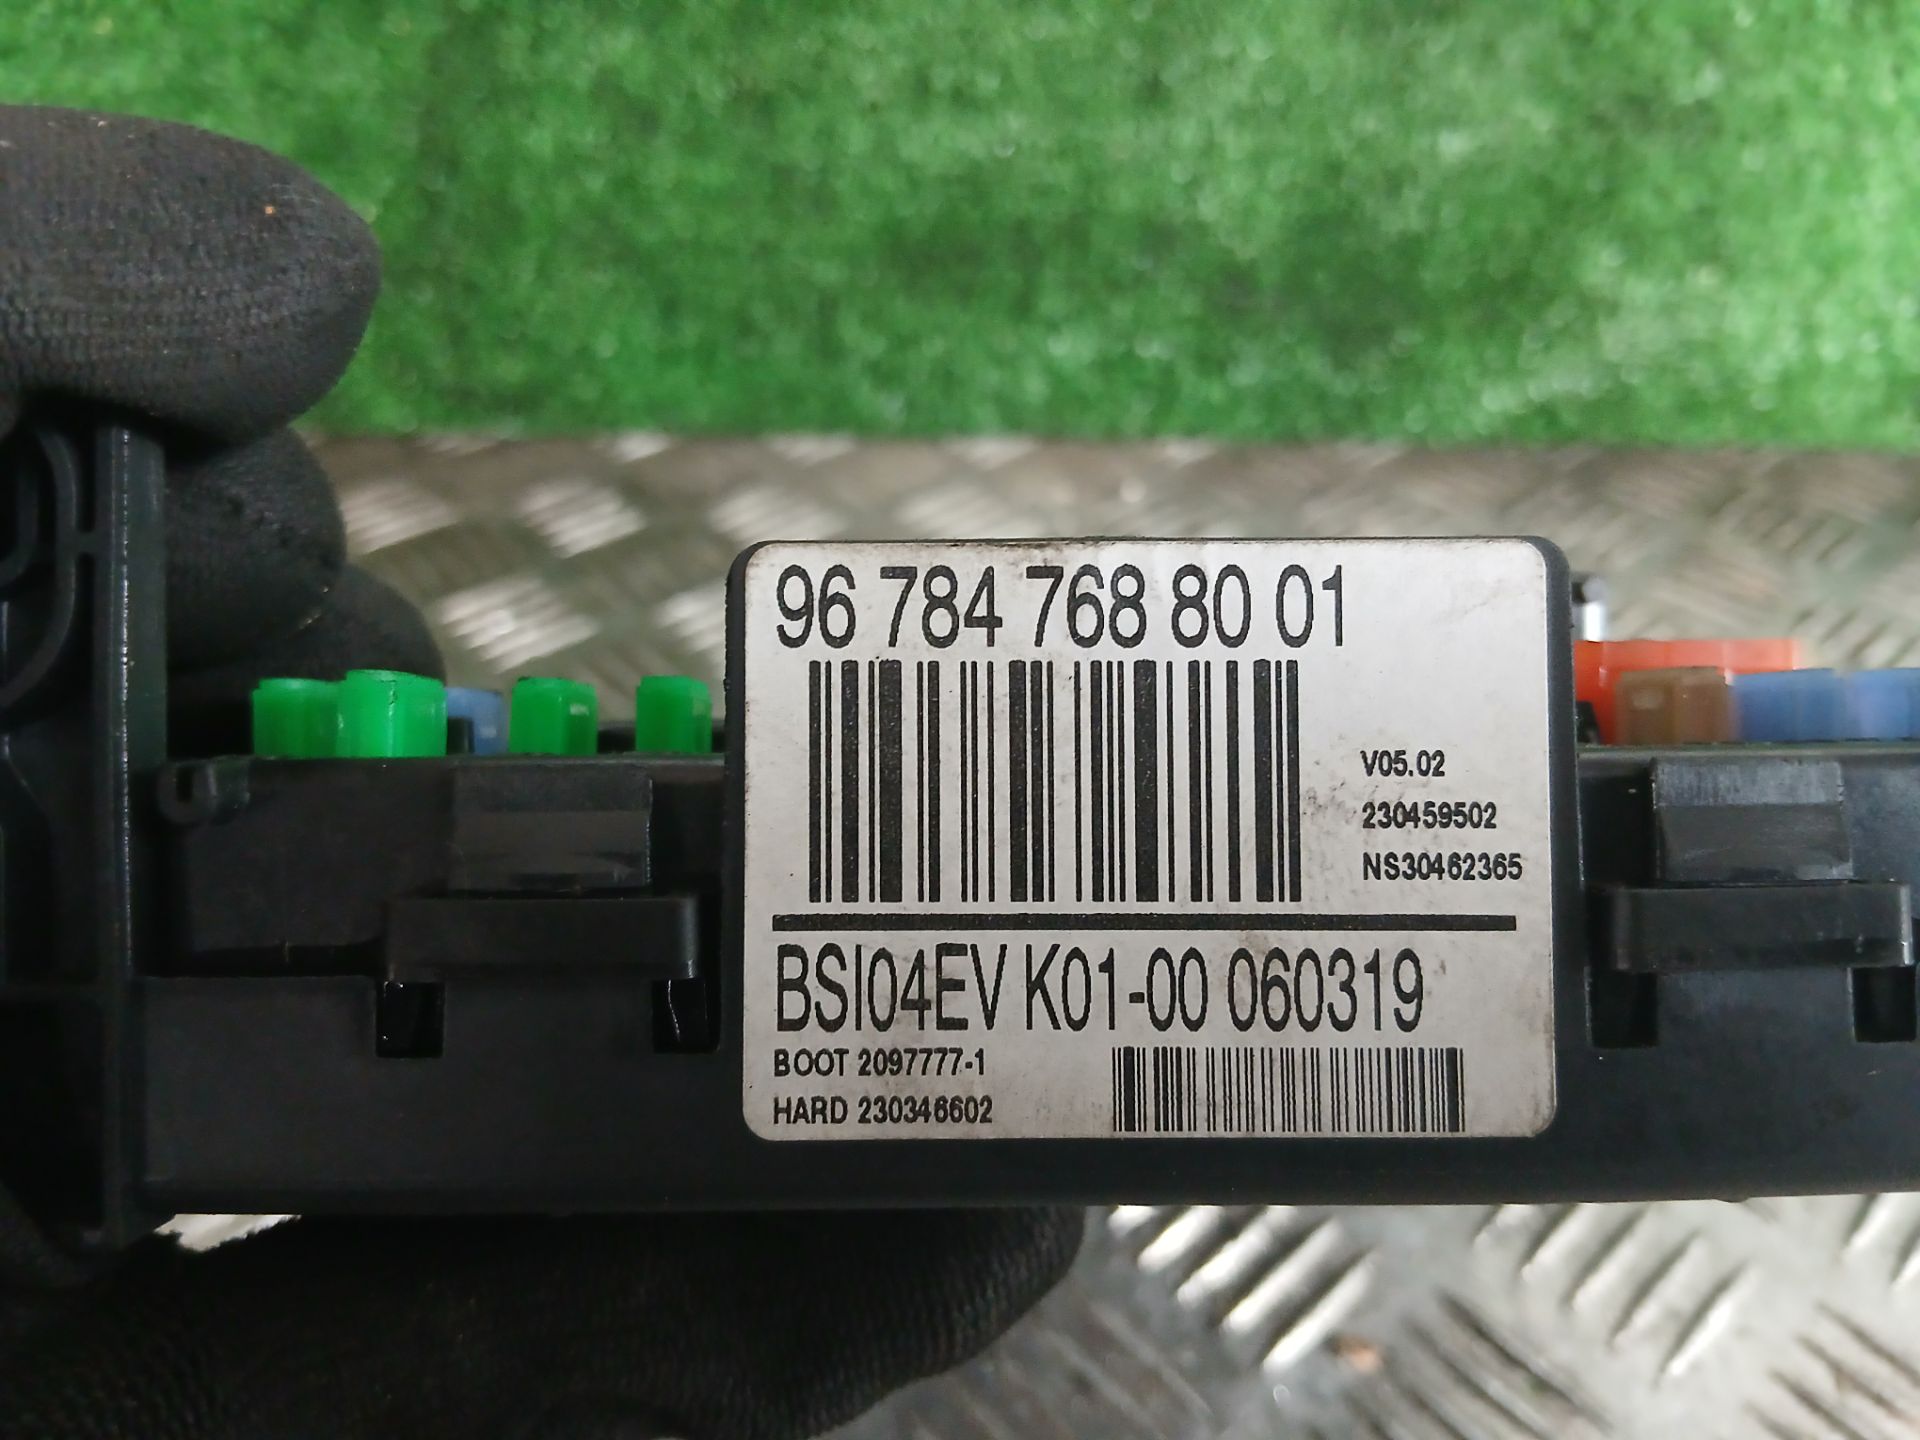 96 784 768 80 01
V05.02
230459502
NS30462365
BSI04EV K01-00 060319
BOOT 2097777-1
HARD 230346602